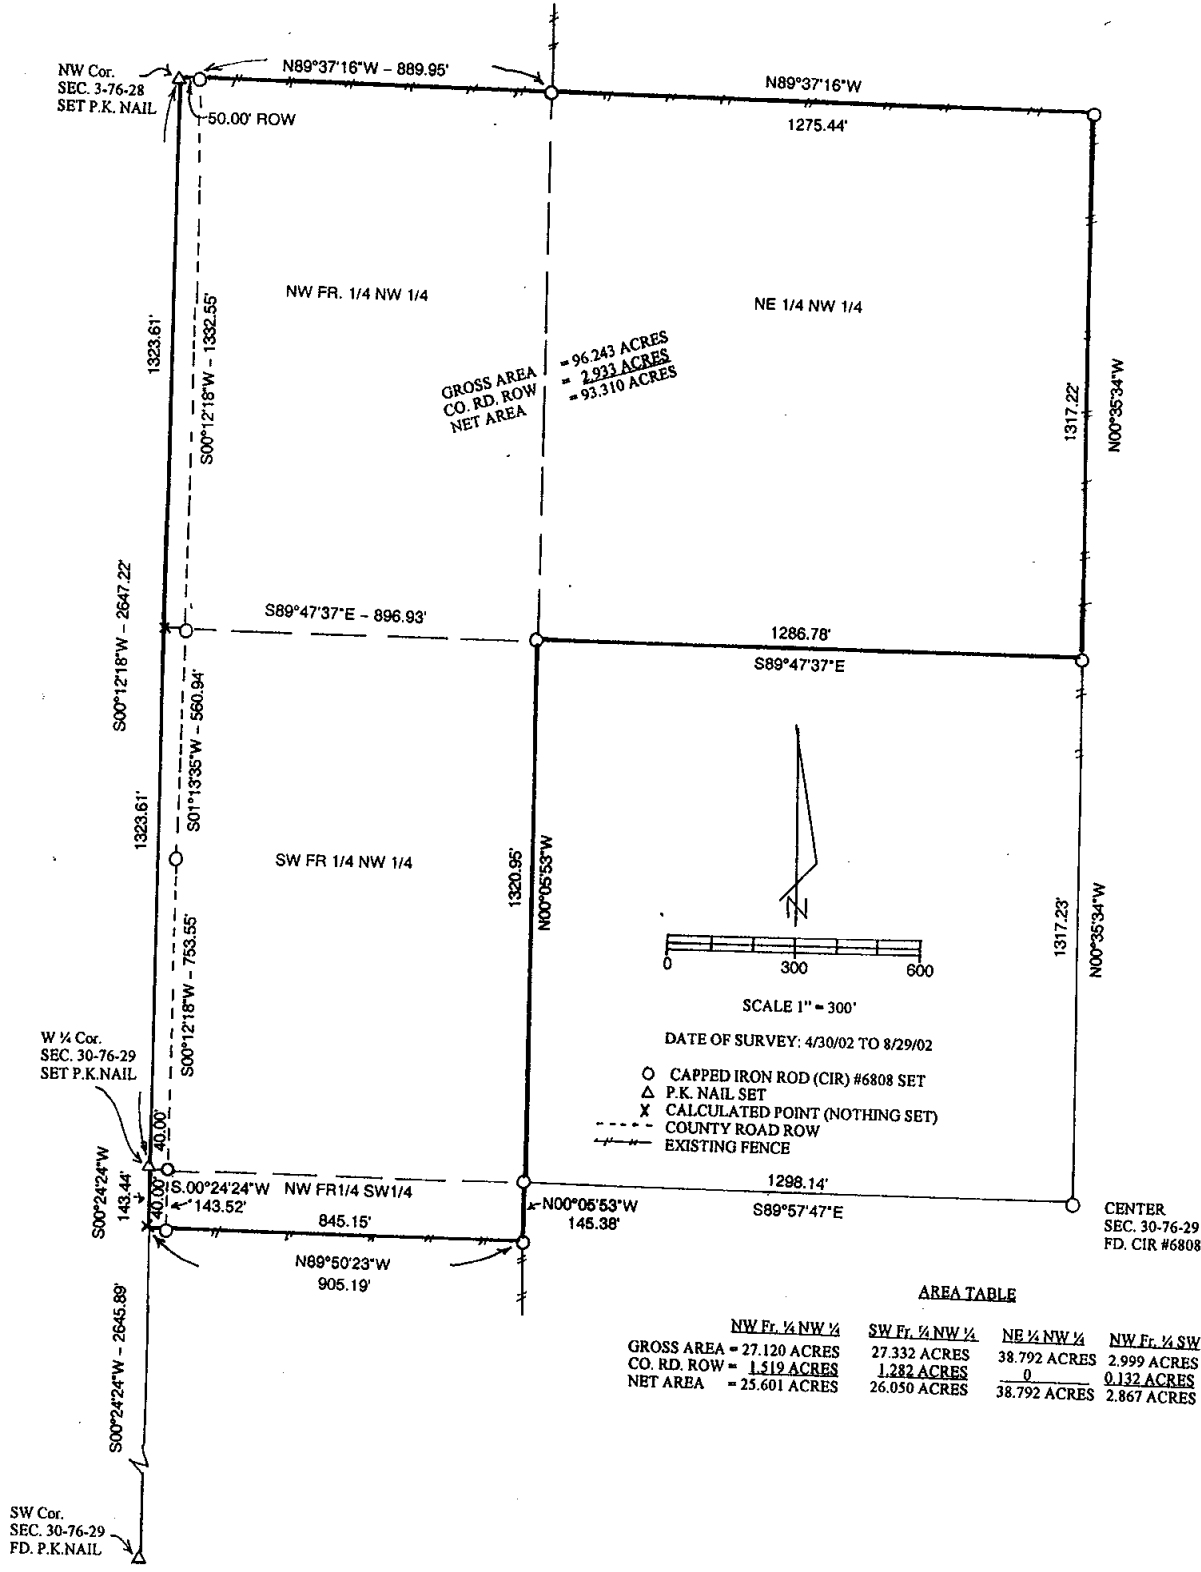 NW Cor.
SEC. 3-76-28
SET P.K. NAIL
N89°37'16"W – 889.95'
N89°37'16"W
1275.44'
50.00' ROW
1323.61'
S00°12'18"W – 1332.55'
NW FR. 1/4 NW 1/4
NE 1/4 NW 1/4
GROSS AREA = 96.243 ACRES
CO. RD. ROW = 2.933 ACRES
NET AREA = 93.310 ACRES
1317.22'
N00°35'34"W
S00°12'18"W – 2647.22'
S89°47'37"E – 896.93'
1286.78'
S89°47'37"E
S01°13'35"W – 560.94'
1323.61'
SW FR 1/4 NW 1/4
1320.95'
N00°05'53"W
S00°12'18"W – 753.55'
1317.23'
N00°35'34"W
N
0 300 600
SCALE 1" = 300'
DATE OF SURVEY: 4/30/02 TO 8/29/02
CAPPED IRON ROD (CIR) #6808 SET
P.K. NAIL SET
CALCULATED POINT (NOTHING SET)
COUNTY ROAD ROW
EXISTING FENCE
W ¼ Cor.
SEC. 30-76-29
SET P.K.NAIL
40.00'
S00°24'24"W
143.44'
40.00'
S.00°24'24"W
143.52'
NW FR1/4 SW1/4
845.15'
N00°05'53"W
145.38'
1298.14'
S89°57'47"E
CENTER
SEC. 30-76-29
FD. CIR #6808
N89°50'23"W
905.19'
S00°24'24"W – 2645.89'
AREA TABLE
NW Fr. ¼ NW ¼ SW Fr. ¼ NW ¼ NE ¼ NW ¼ NW Fr. ¼ SW
GROSS AREA = 27.120 ACRES 27.332 ACRES 38.792 ACRES 2.999 ACRES
CO. RD. ROW = 1.519 ACRES 1.282 ACRES 0 0.132 ACRES
NET AREA = 25.601 ACRES 26.050 ACRES 38.792 ACRES 2.867 ACRES
SW Cor.
SEC. 30-76-29
FD. P.K.NAIL